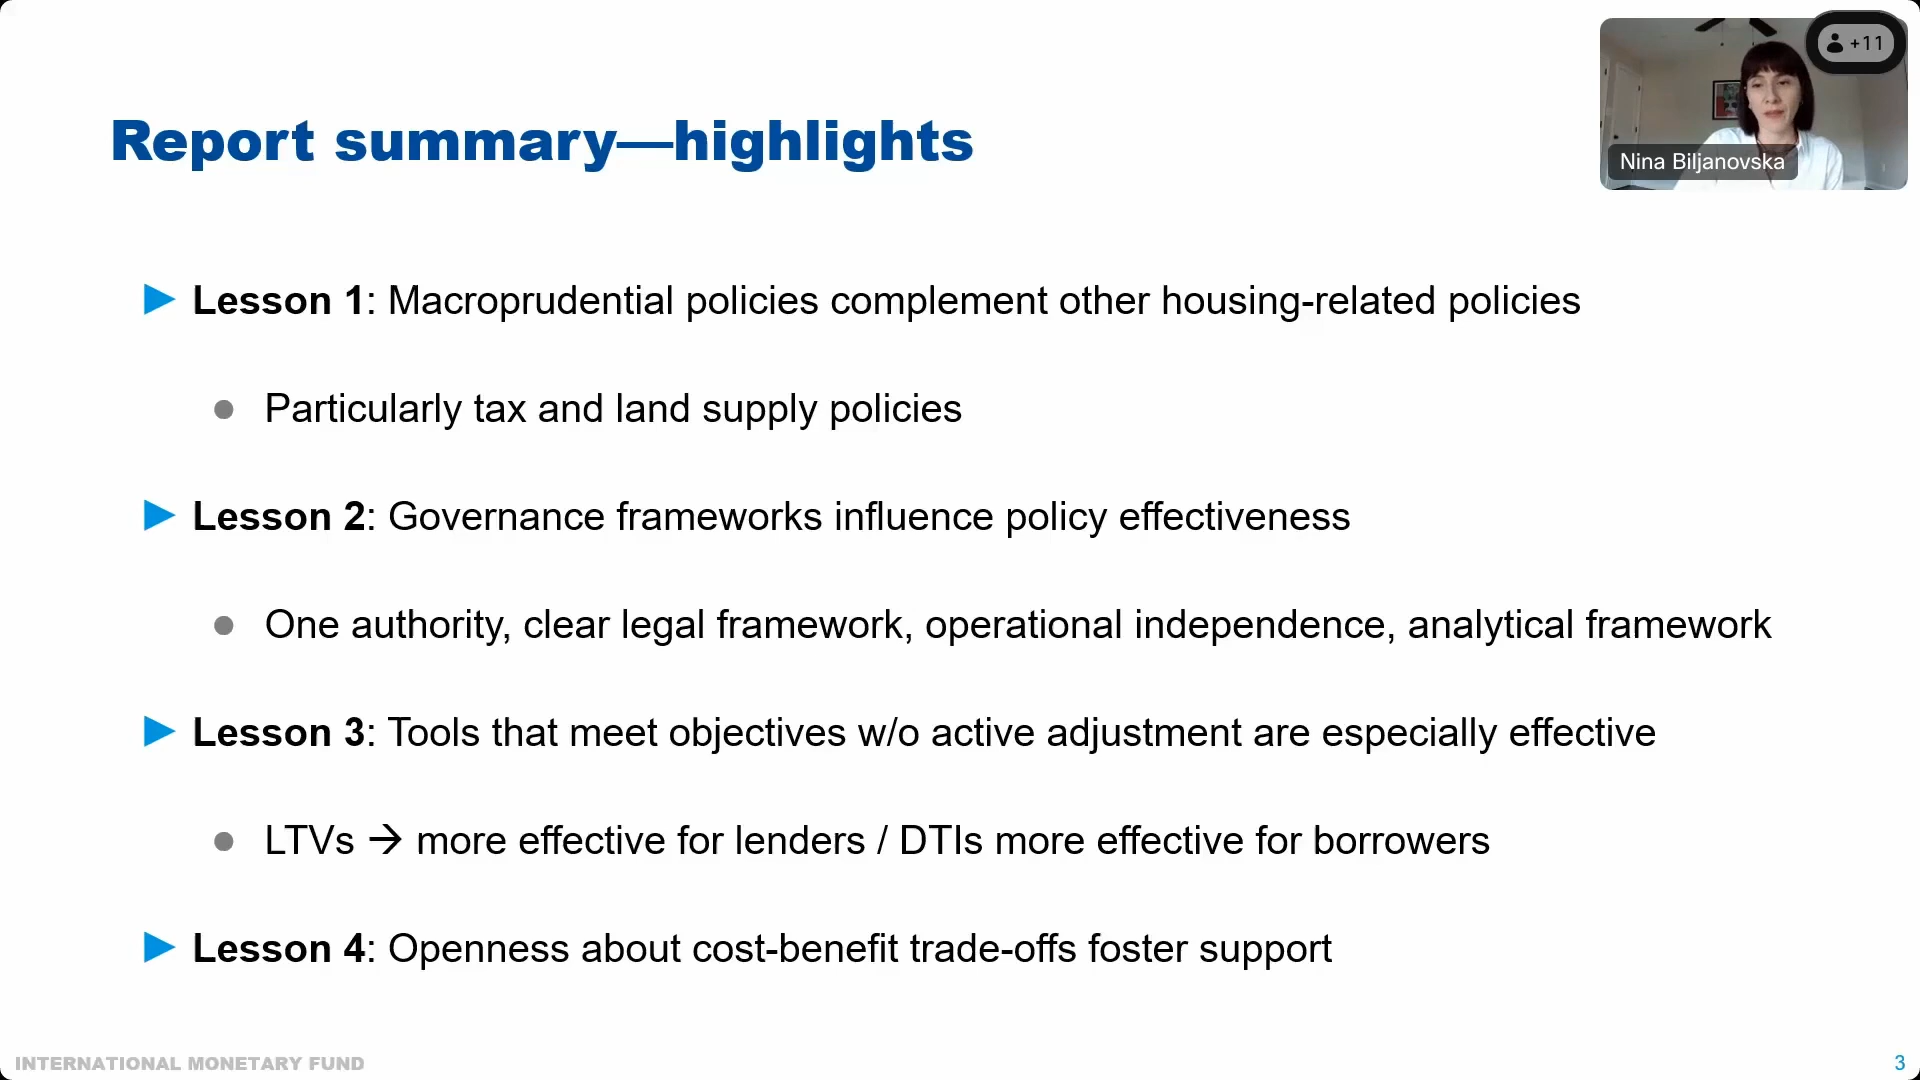 +11
Nina Biljanovska
Report summary—highlights
Lesson 1: Macroprudential policies complement other housing-related policies
Particularly tax and land supply policies
Lesson 2: Governance frameworks influence policy effectiveness
One authority, clear legal framework, operational independence, analytical framework
Lesson 3: Tools that meet objectives w/o active adjustment are especially effective
LTVs → more effective for lenders / DTIs more effective for borrowers
Lesson 4: Openness about cost-benefit trade-offs foster support
INTERNATIONAL MONETARY FUND
3